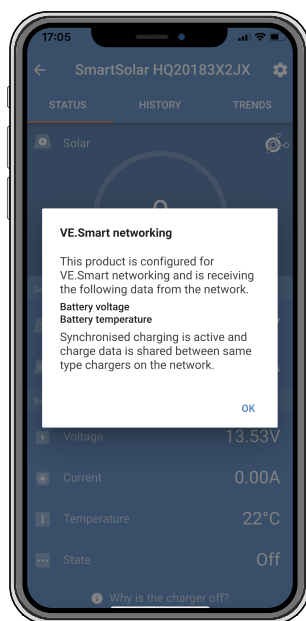 17:05
SmartSolar HQ20183X2JX
STATUS HISTORY TRENDS
Solar
VE.Smart networking
This product is configured for
VE.Smart networking and is receiving
the following data from the network.
Battery voltage
Battery temperature
Synchronised charging is active and
charge data is shared between same
type chargers on the network.
OK
Voltage 13.53V
Current 0.00A
Temperature 22°C
State Off
Why is the charger off?